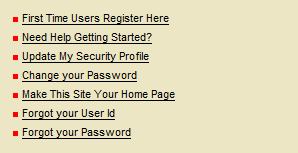 First Time Users Register Here
Need Help Getting Started?
Update My Security Profile
Change your Password
Make This Site Your Home Page
Forgot your User Id
Forgot your Password